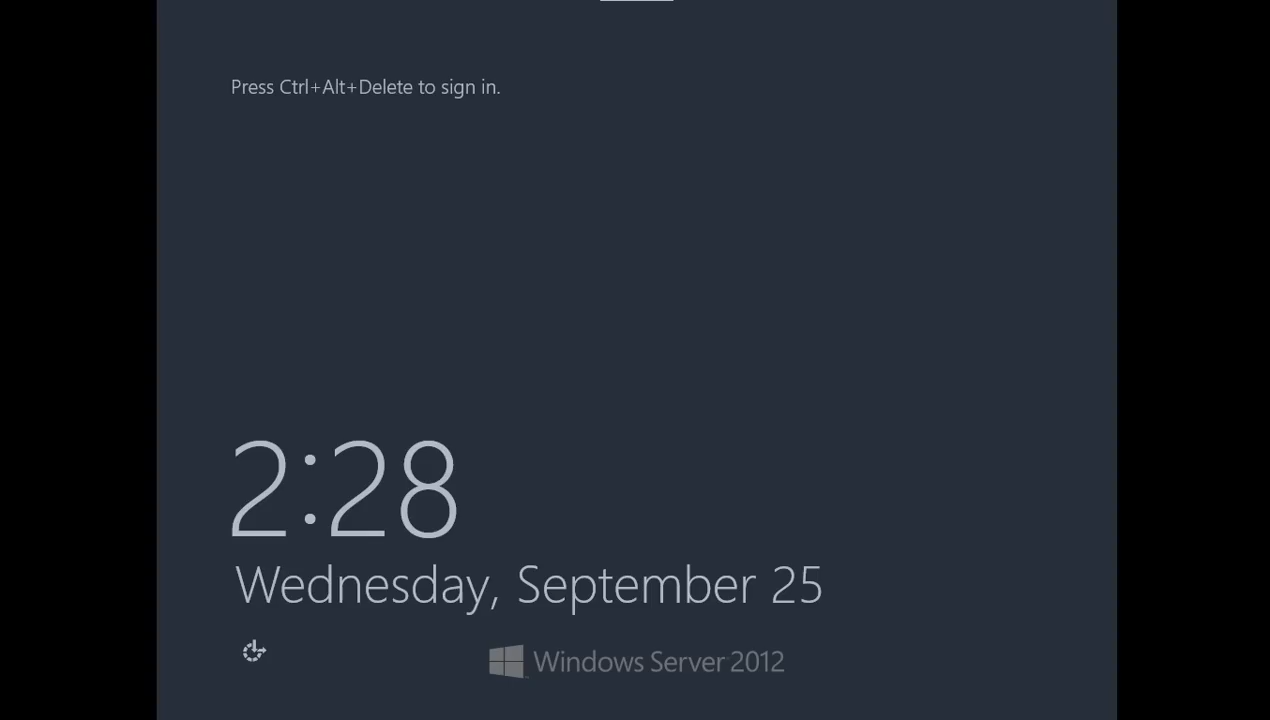 Press Ctrl+Alt+Delete to sign in.
2:28
Wednesday, September 25
Windows Server 2012